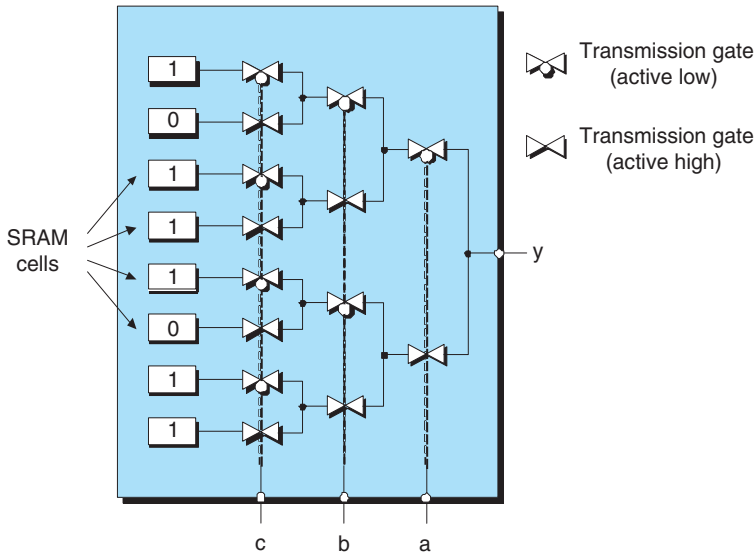 1
0
1
1
1
0
1
1
SRAM
cells
Transmission gate
(active low)
Transmission gate
(active high)
y
c b a